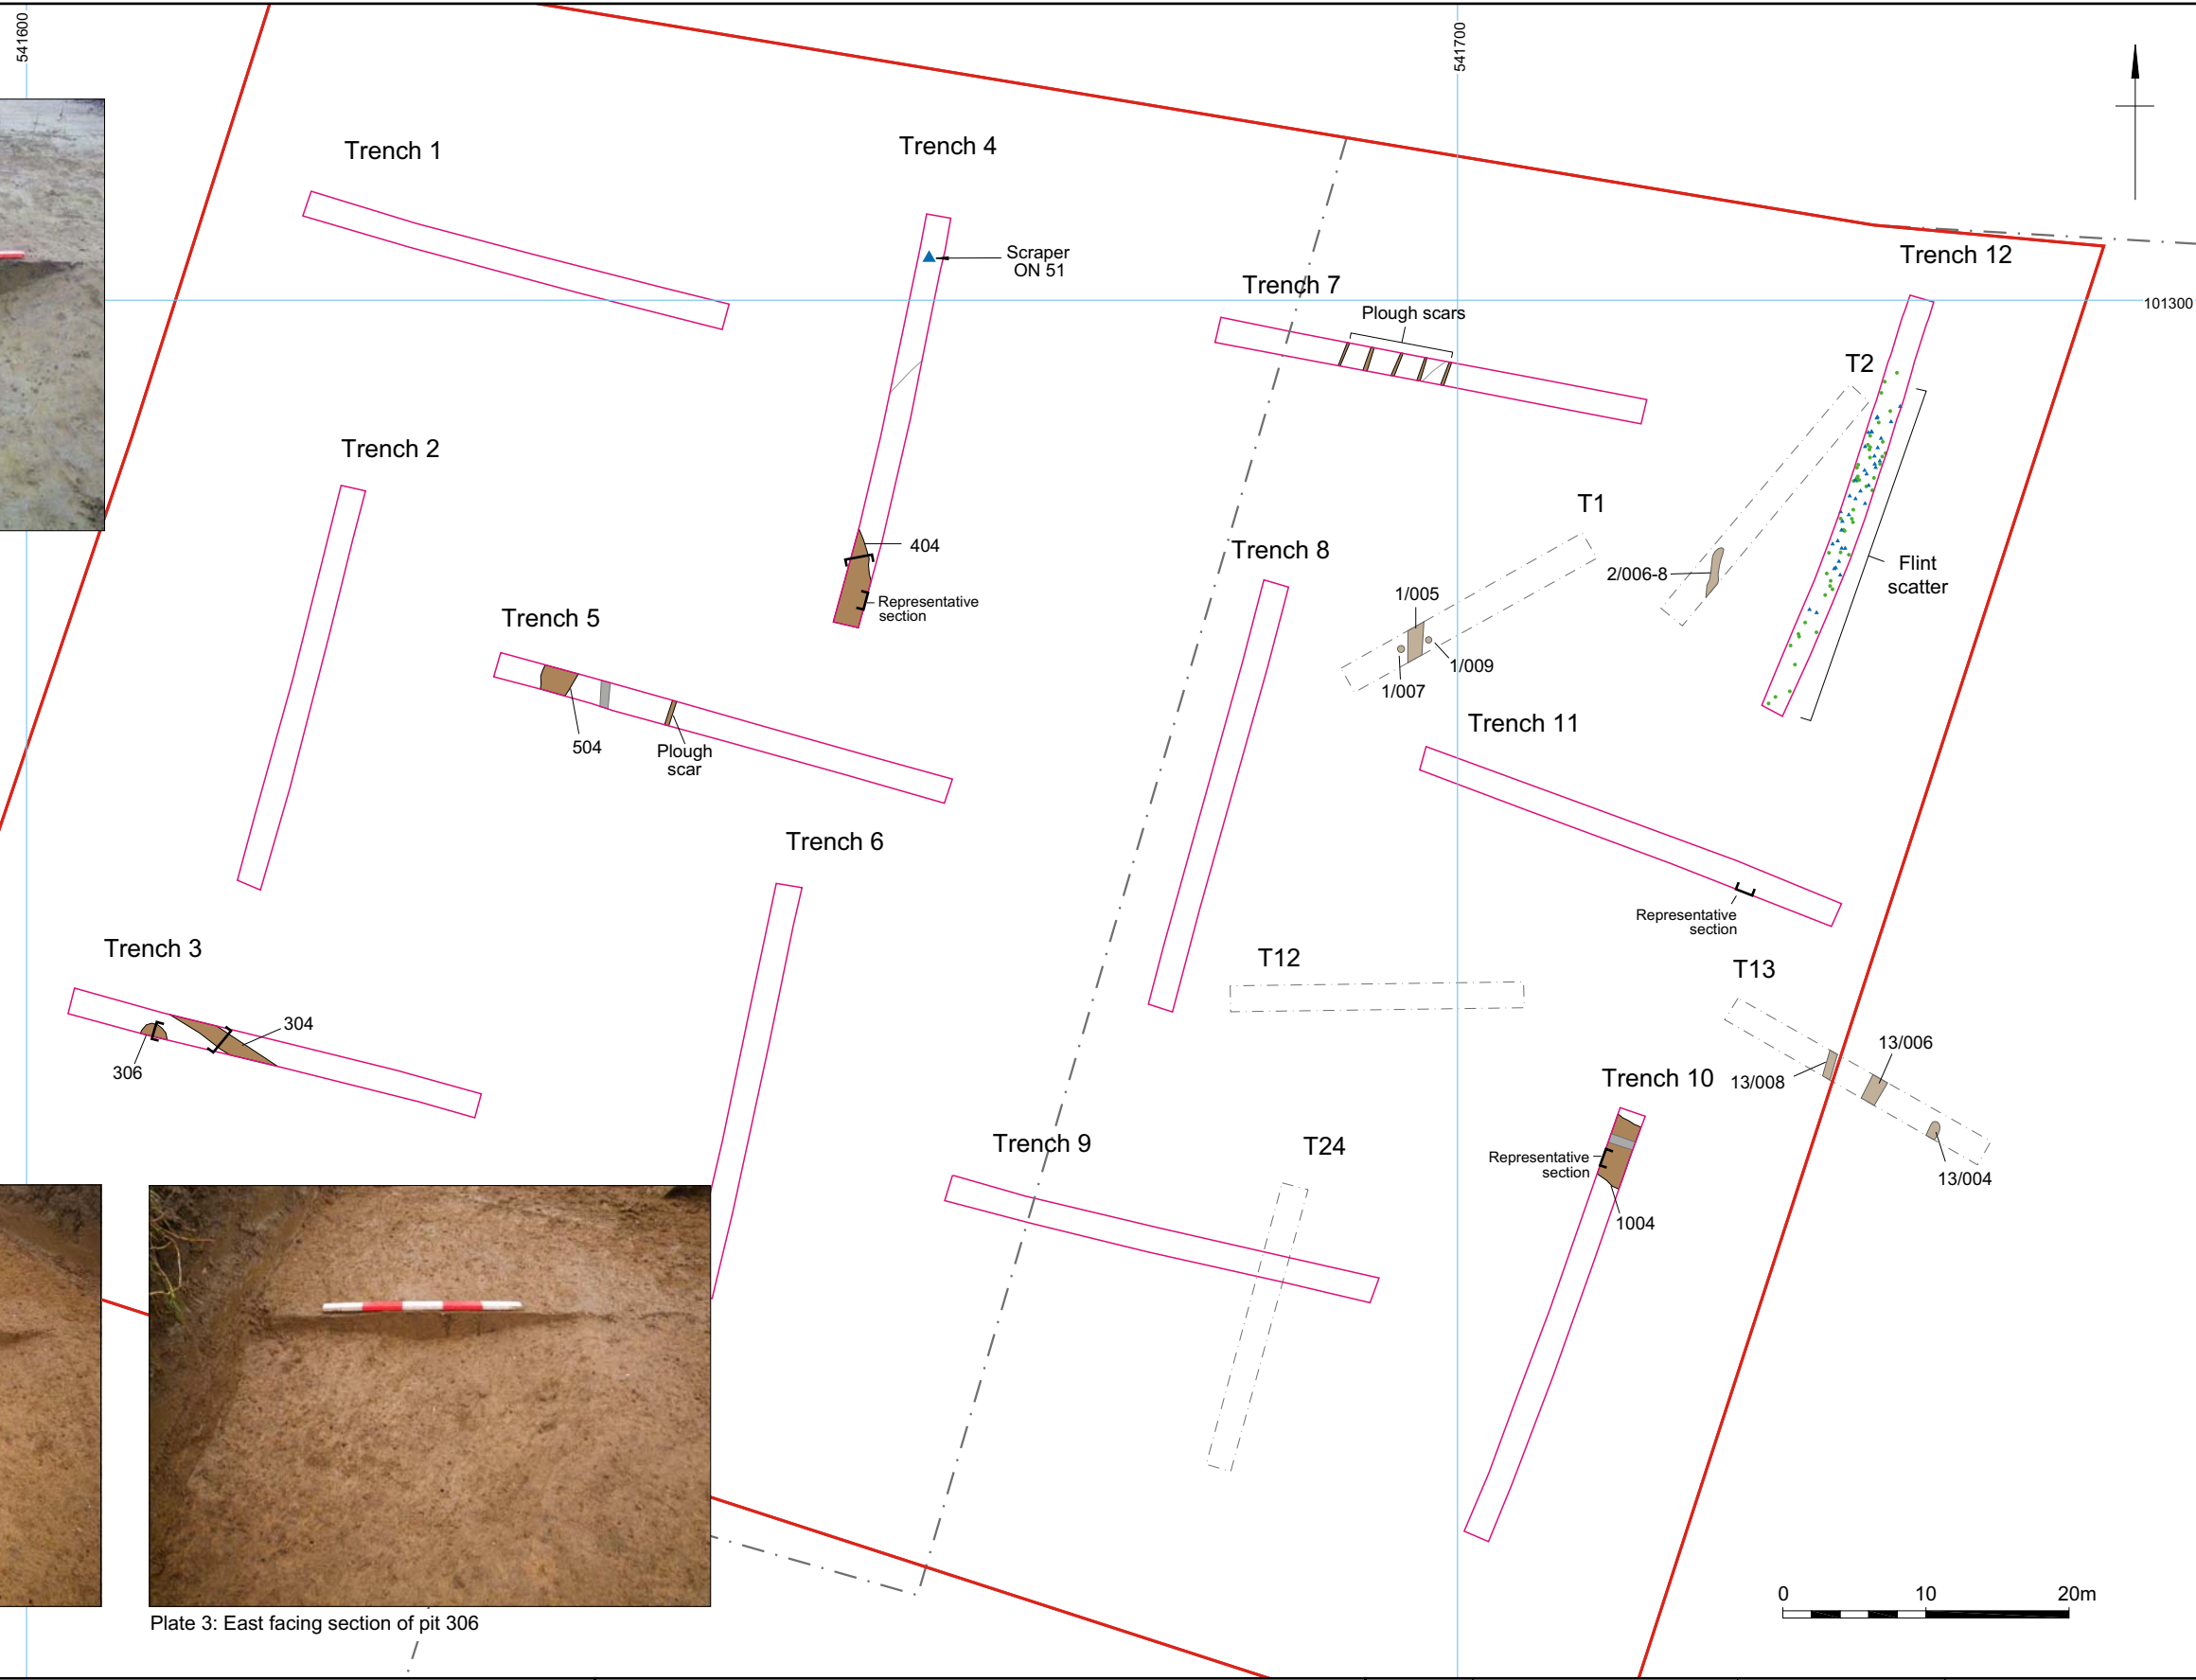 541600
541700
Trench 1
Trench 4
Scraper
ON 51
Trench 12
Trench 7
101300
Plough scars
T2
Trench 2
T1
404
Trench 8
2/006-8
Flint
scatter
1/005
Representative
section
Trench 5
1/009
1/007
Trench 11
504
Plough
scar
Trench 6
Representative
section
Trench 3
T12
T13
304
306
13/006
Trench 10
13/008
Trench 9
T24
Representative
section
13/004
1004
0 10 20m
Plate 3: East facing section of pit 306